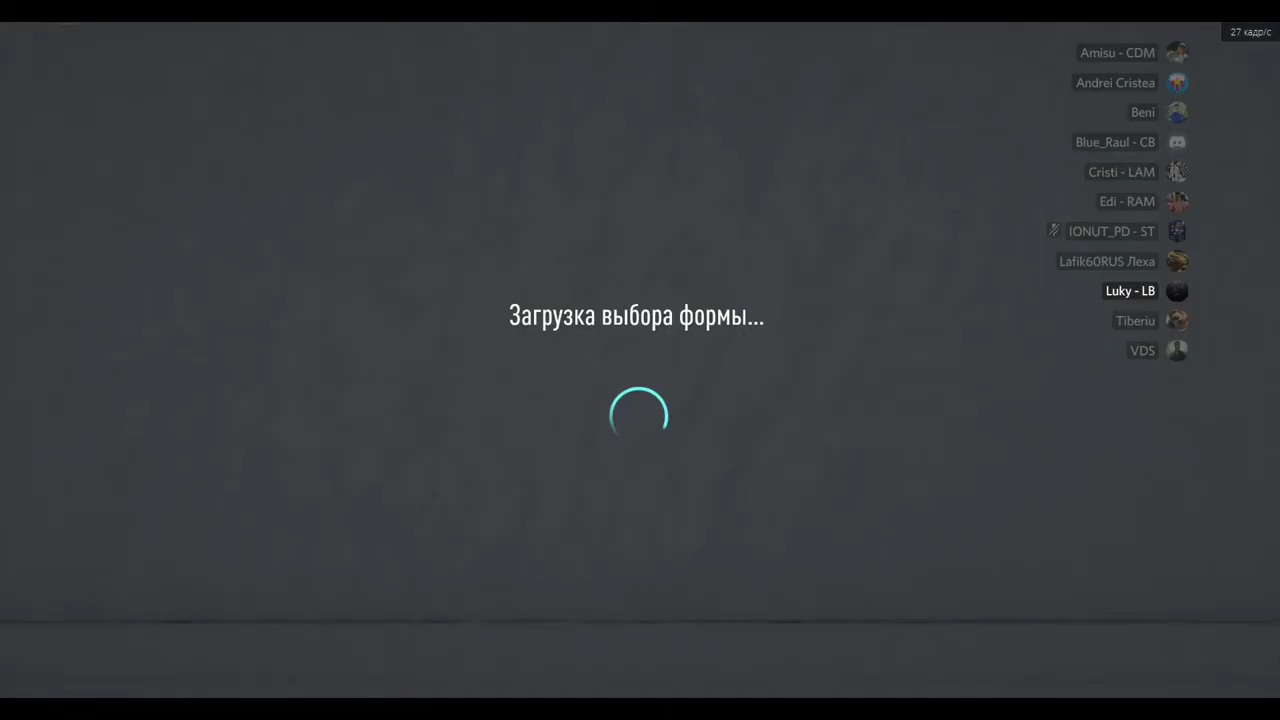 27 кадр/с
Amisu - CDM
Andrei Cristea
Beni
Blue_Raul - CB
Cristi - LAM
Edi - RAM
IONUT_PD - ST
Lafik60RUS Леха
Luky - LB
Загрузка выбора формы...
Tiberiu
VDS